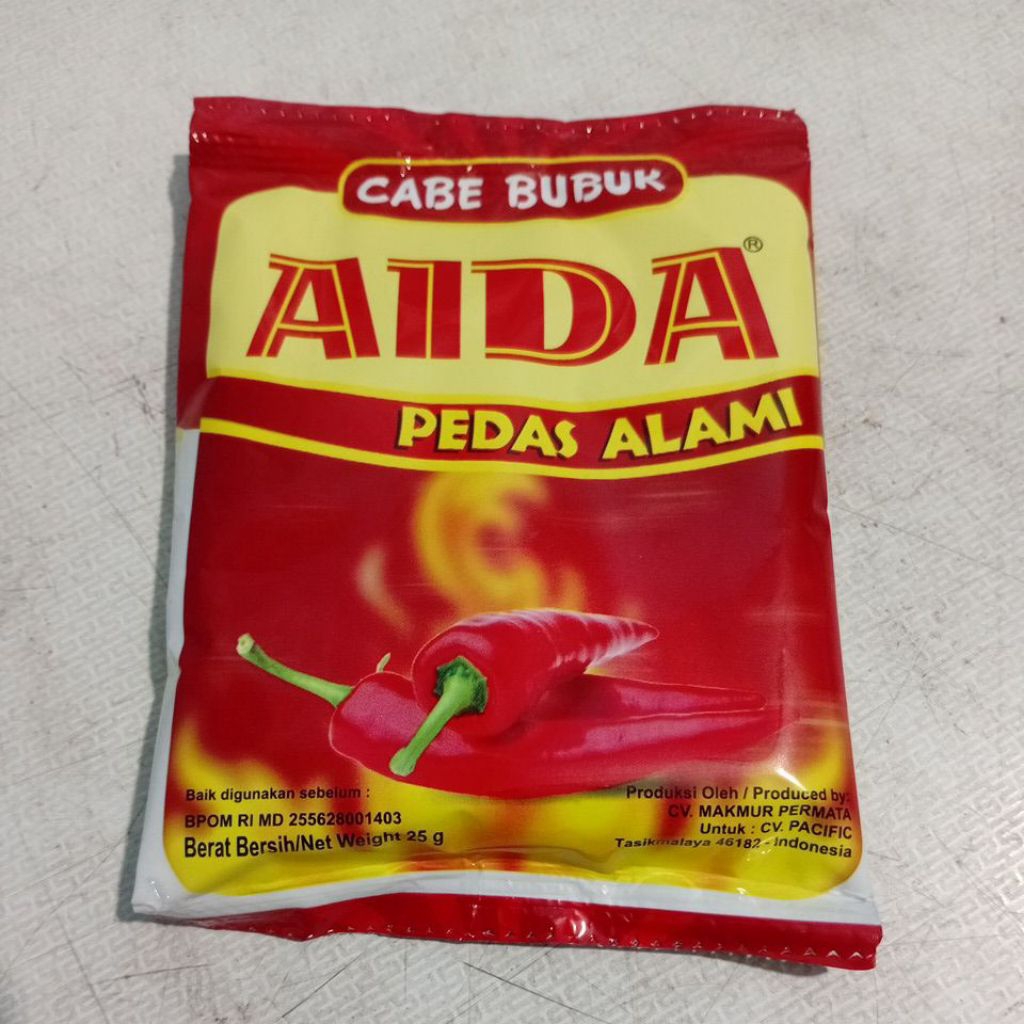 CABE BUBUK
AIDA®
PEDAS ALAMI
Baik digunakan sebelum :
BPOM RI MD 255628001403
Berat Bersih/Net Weight 25 g
Produksi Oleh / Produced by:
CV. MAKMUR PERMATA
Untuk : CV. PACIFIC
Tasikmalaya 46182 - Indonesia